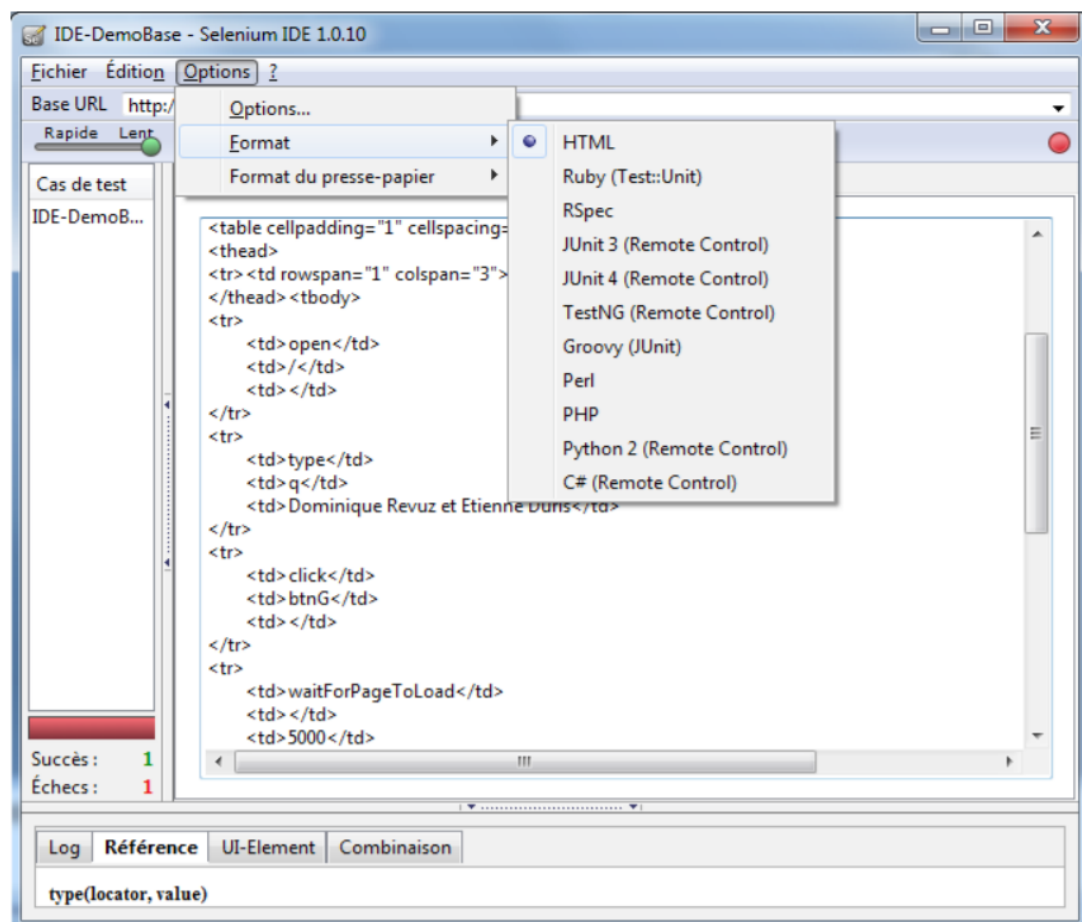 IDE-DemoBase - Selenium IDE 1.0.10
Fichier Édition Options ?
Base URL http:/
Rapide Lent
Options...
Format
Format du presse-papier
HTML
Ruby (Test::Unit)
RSpec
JUnit 3 (Remote Control)
JUnit 4 (Remote Control)
TestNG (Remote Control)
Groovy (JUnit)
Perl
PHP
Python 2 (Remote Control)
C# (Remote Control)
Cas de test
IDE-DemoB...
<table cellpadding="1" cellspacing=
<thead>
<tr><td rowspan="1" colspan="3">
</thead><tbody>
<tr>
<td>open</td>
<td>/</td>
<td></td>
</tr>
<tr>
<td>type</td>
<td>q</td>
<td>Dominique Revuz et Etienne Duris</td>
</tr>
<tr>
<td>click</td>
<td>btnG</td>
<td></td>
</tr>
<tr>
<td>waitForPageToLoad</td>
<td></td>
<td>5000</td>
Succès : 1
Échecs : 1
Log Référence UI-Element Combinaison
type(locator, value)